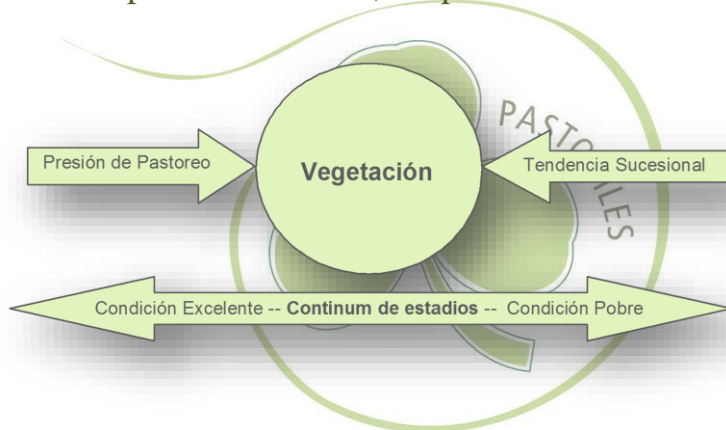 Presión de Pastoreo
Vegetación
Tendencia Sucesional
Condición Excelente -- Continum de estadios -- Condición Pobre